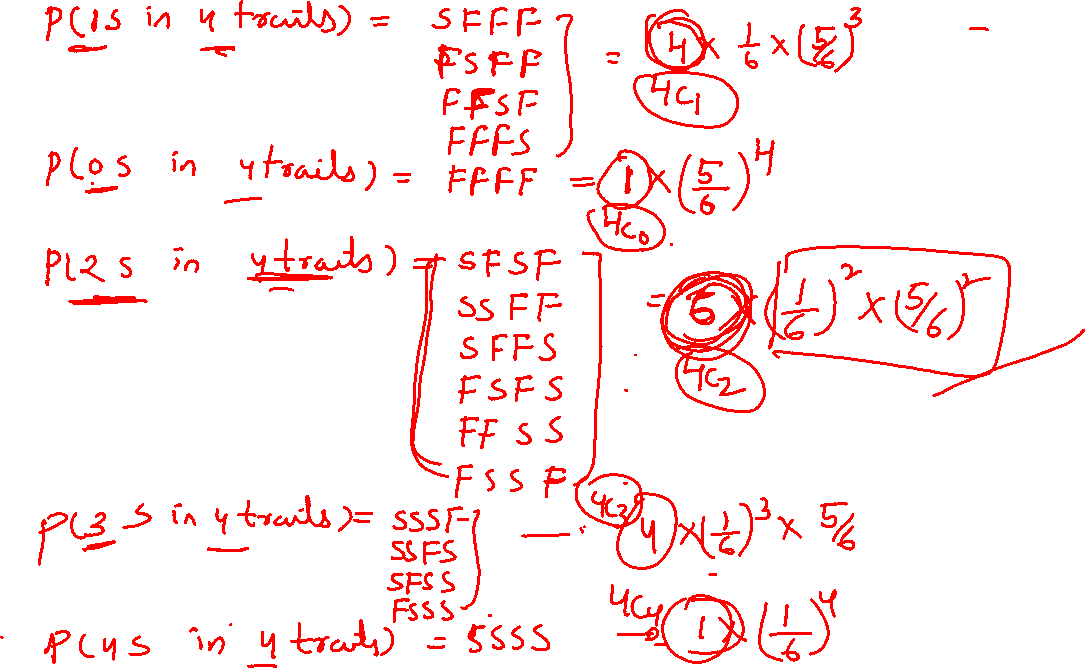 P(1S in 4 trails) = SFFF = 4 × 1/6 × (5/6)^3
FSFF 4C1
FFSF
FFFS
P(0 S in 4 trails) = FFFF = 1 × (5/6)^4
4C0
P(2 S in 4 trails) = SFSF = 6 × (1/6)^2 × (5/6)^2
SSFF
SFFS 4C2
FSFS
FFSS
FSSF
P(3 S in 4 trails) = SSSF 4C3 4 × (1/6)^3 × 5/6
SSFS
SFSS
FSSS
P(4S in 4 trails) = SSSS 4C4 → 1 × (1/6)^4